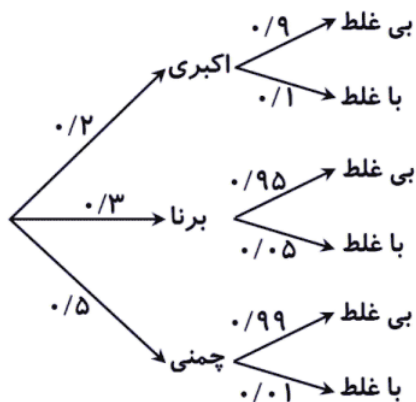 ۰/۹
بی غلط
اکبری
۰/۱
با غلط
۰/۲
۰/۹۵
بی غلط
۰/۳
برنا
۰/۰۵
با غلط
۰/۵
۰/۹۹
بی غلط
چمنی
۰/۰۱
با غلط